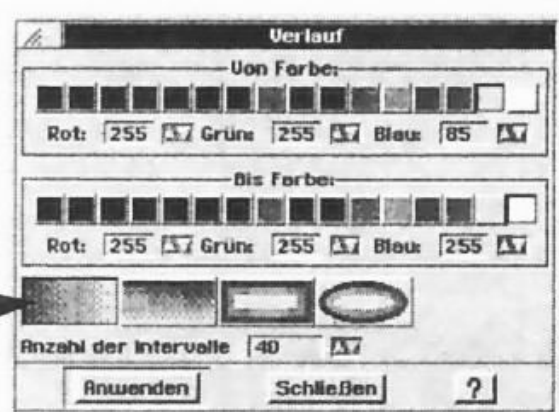 Verlauf
Von Farbe:
Rot: 255 Grün: 255 Blau: 85
Bis Farbe:
Rot: 255 Grün: 255 Blau: 255
Anzahl der Intervalle 40
Anwenden Schließen ?